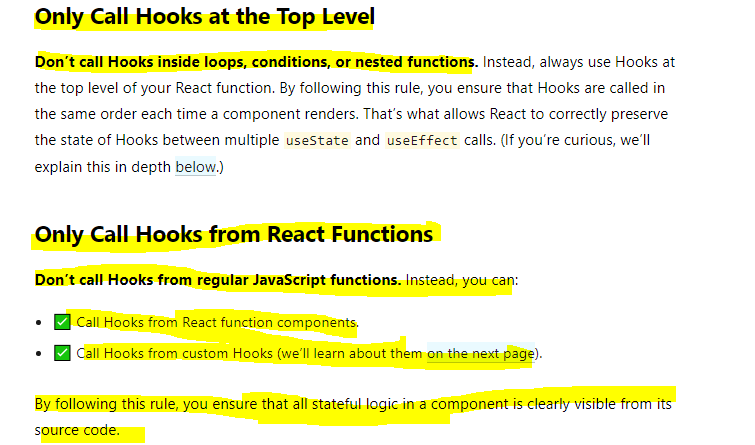 Only Call Hooks at the Top Level
Don’t call Hooks inside loops, conditions, or nested functions. Instead, always use Hooks at
the top level of your React function. By following this rule, you ensure that Hooks are called in
the same order each time a component renders. That’s what allows React to correctly preserve
the state of Hooks between multiple useState and useEffect calls. (If you’re curious, we’ll
explain this in depth below.)
Only Call Hooks from React Functions
Don’t call Hooks from regular JavaScript functions. Instead, you can:
• ✅ Call Hooks from React function components.
• ✅ Call Hooks from custom Hooks (we’ll learn about them on the next page).
By following this rule, you ensure that all stateful logic in a component is clearly visible from its
source code.